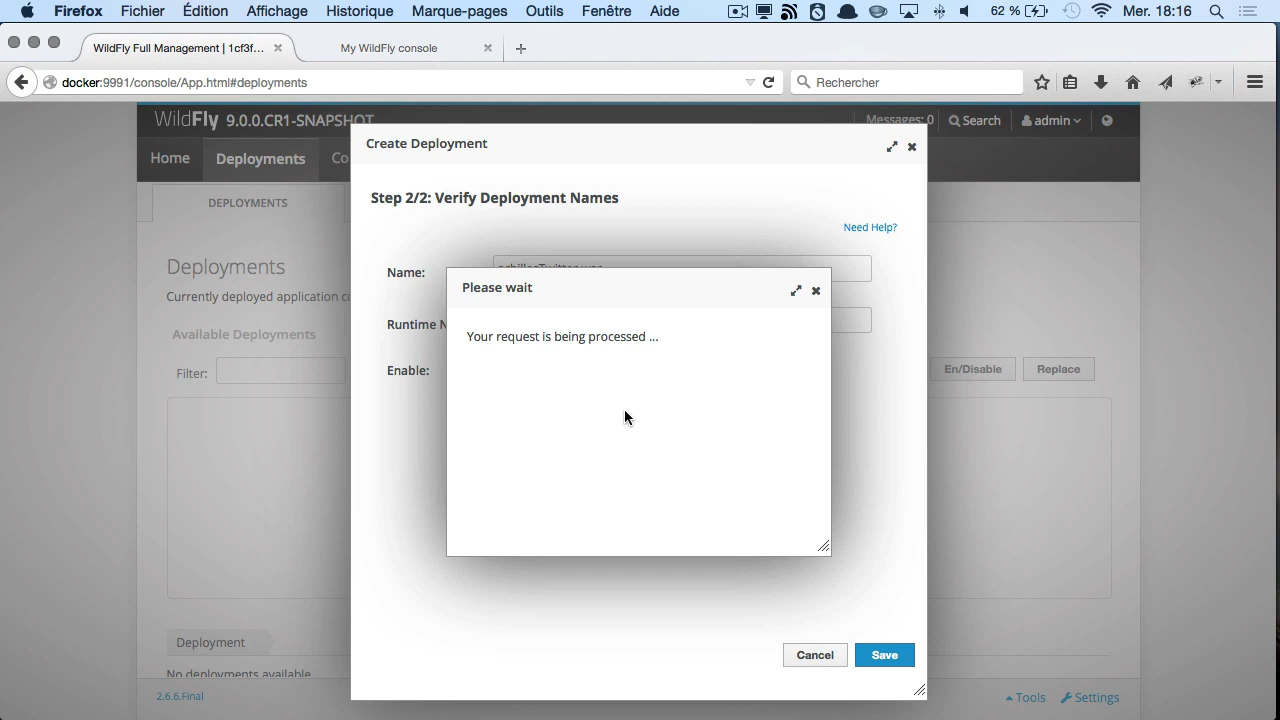 Firefox Fichier Édition Affichage Historique Marque-pages Outils Fenêtre Aide 62 % Mer. 18:16
WildFly Full Management | 1cf3f... My WildFly console
docker:9991/console/App.html#deployments Rechercher
WildFly 9.0.0.CR1-SNAPSHOT Messages: 0 Search admin
Home Deployments Co
DEPLOYMENTS
Create Deployment
Step 2/2: Verify Deployment Names
Need Help?
Deployments
Currently deployed application co
Available Deployments
Filter: En/Disable Replace
Name:
Runtime N
Enable:
Please wait
Your request is being processed ...
Deployment
No deployments available
Cancel Save
2.6.6.Final Tools Settings